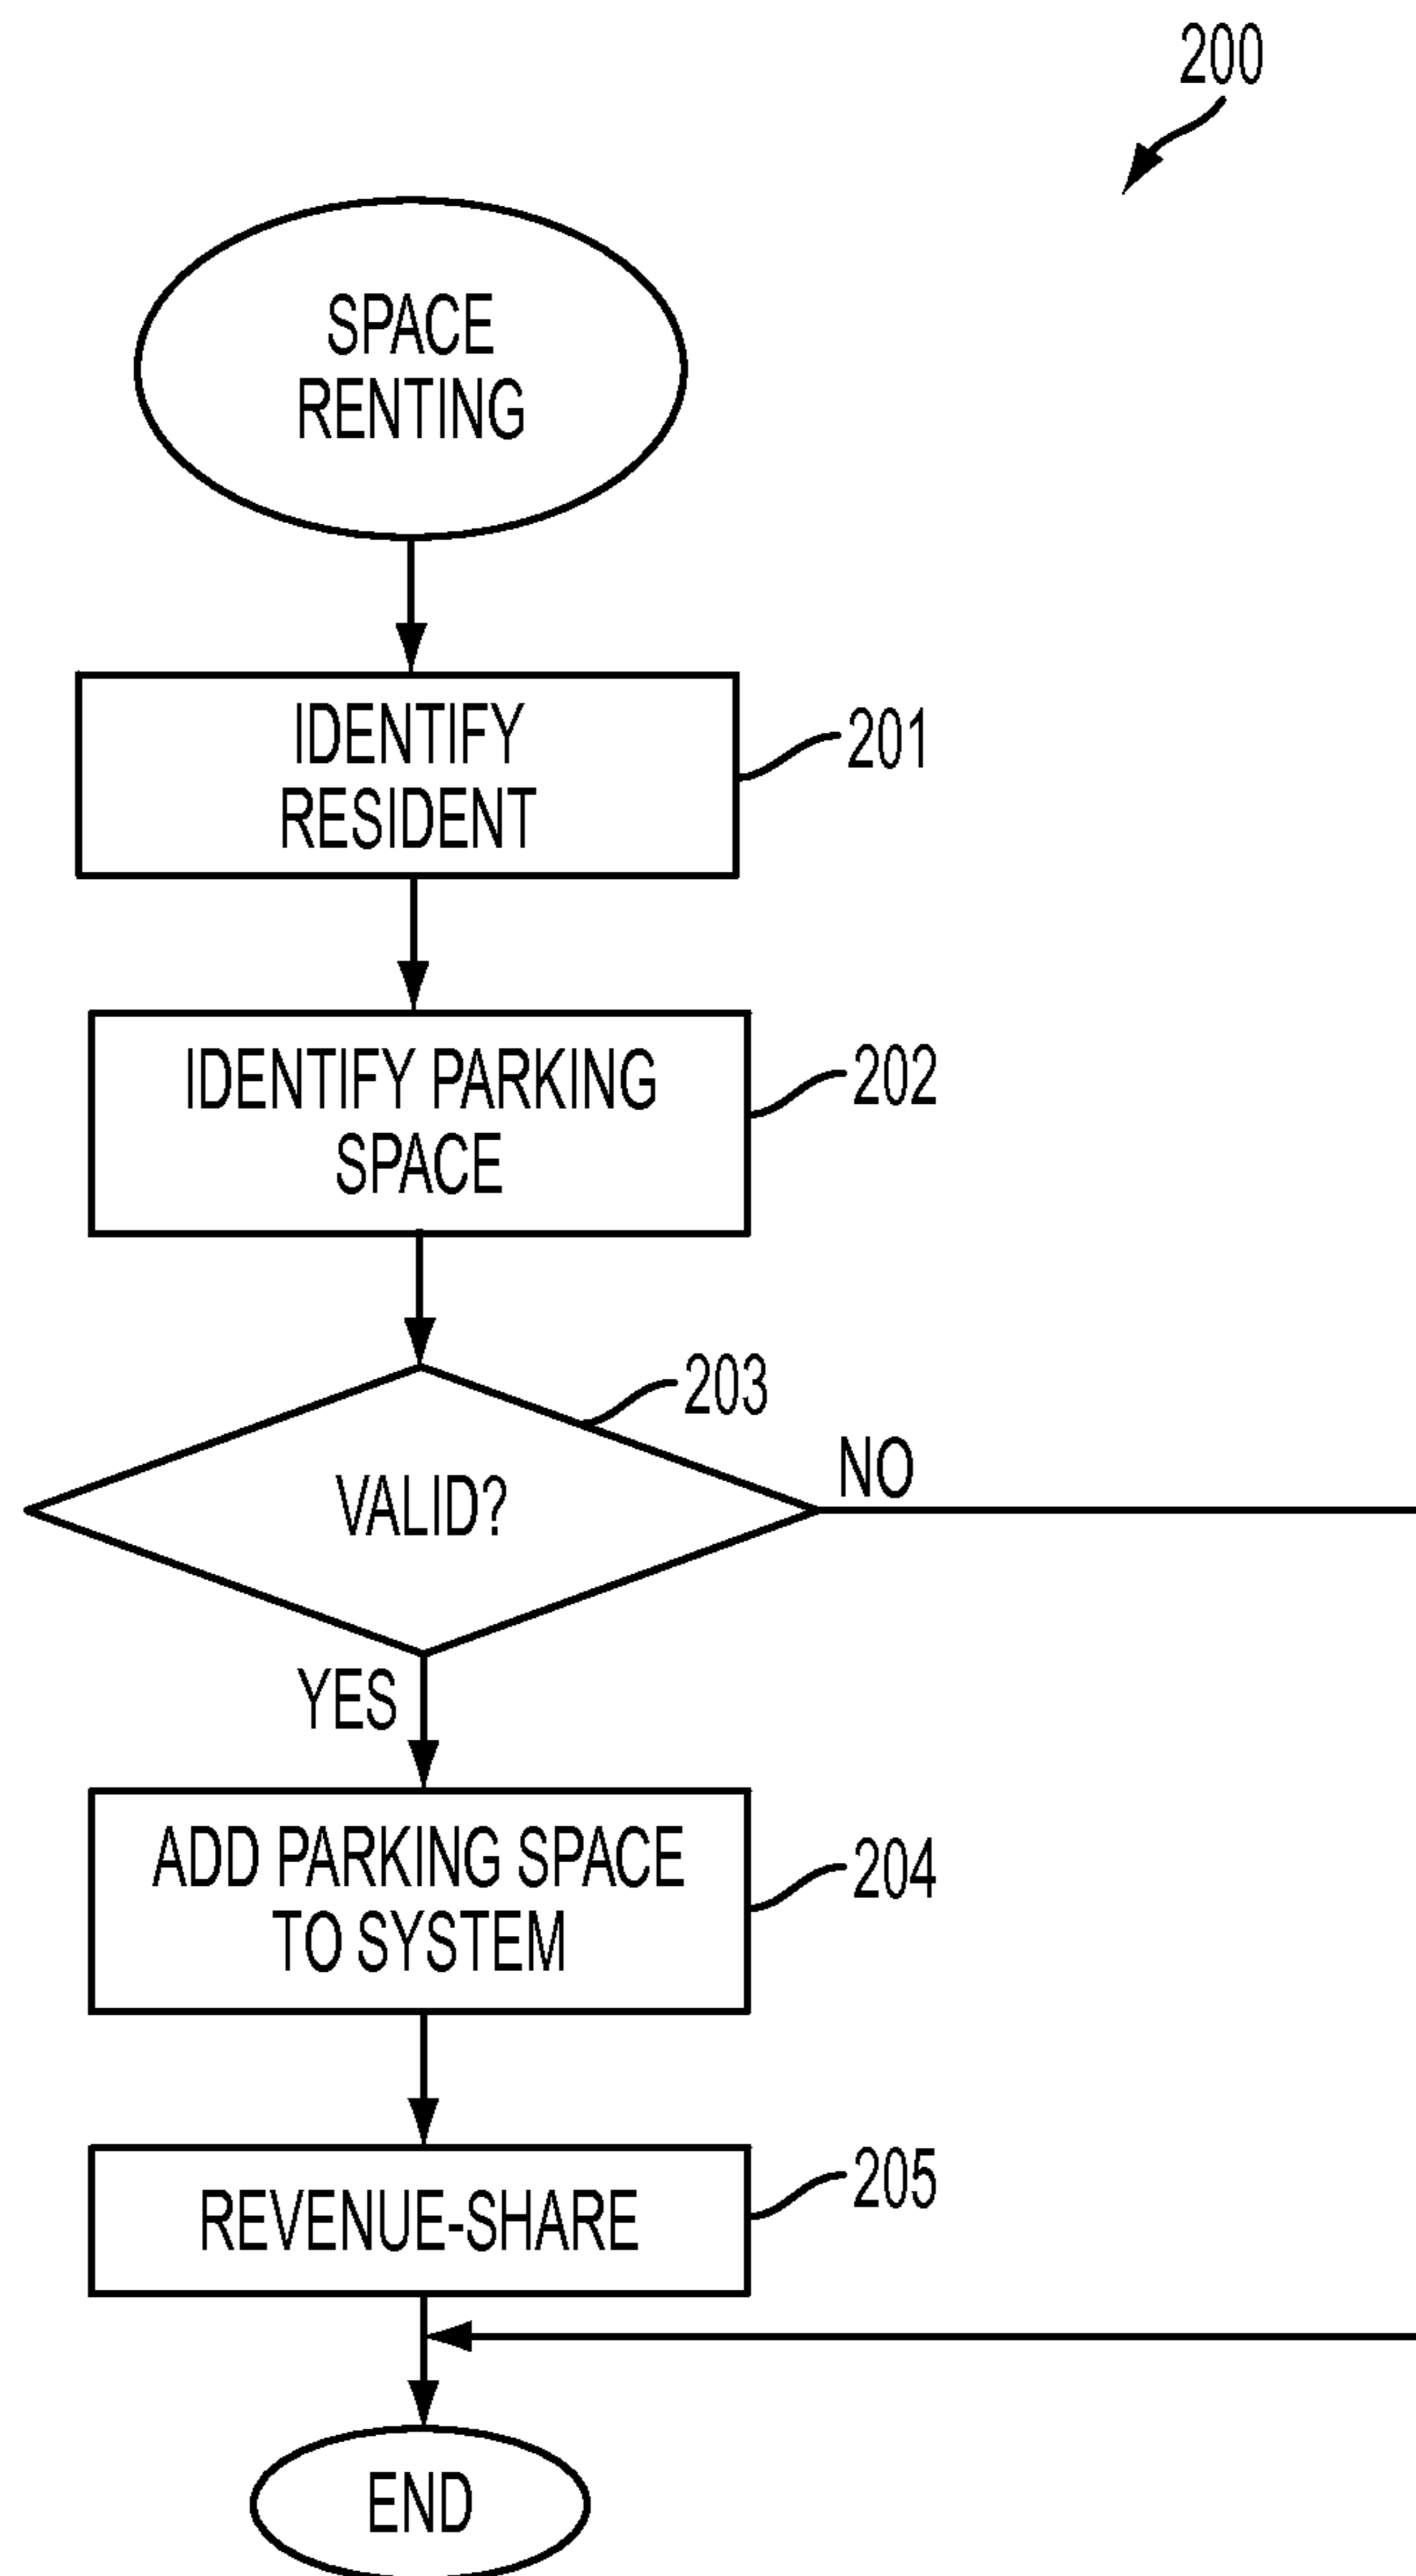 200
SPACE
RENTING
IDENTIFY
RESIDENT
201
IDENTIFY PARKING
SPACE
202
203
VALID?
NO
YES
ADD PARKING SPACE
TO SYSTEM
204
REVENUE-SHARE
205
END